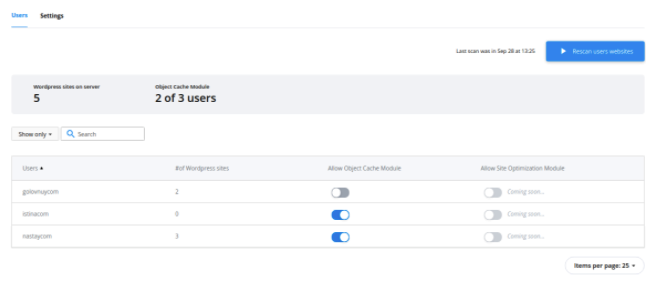 Users Settings
Last scan was in Sep 28 at 13:25 Rescan users websites
Wordpress sites on server Object Cache Module
5 2 of 3 users
Show only Search
Users #of Wordpress sites Allow Object Cache Module Allow Site Optimization Module
golovnuycom 2 Coming soon...
istinacom 0 Coming soon...
nastaycom 3 Coming soon...
Items per page: 25